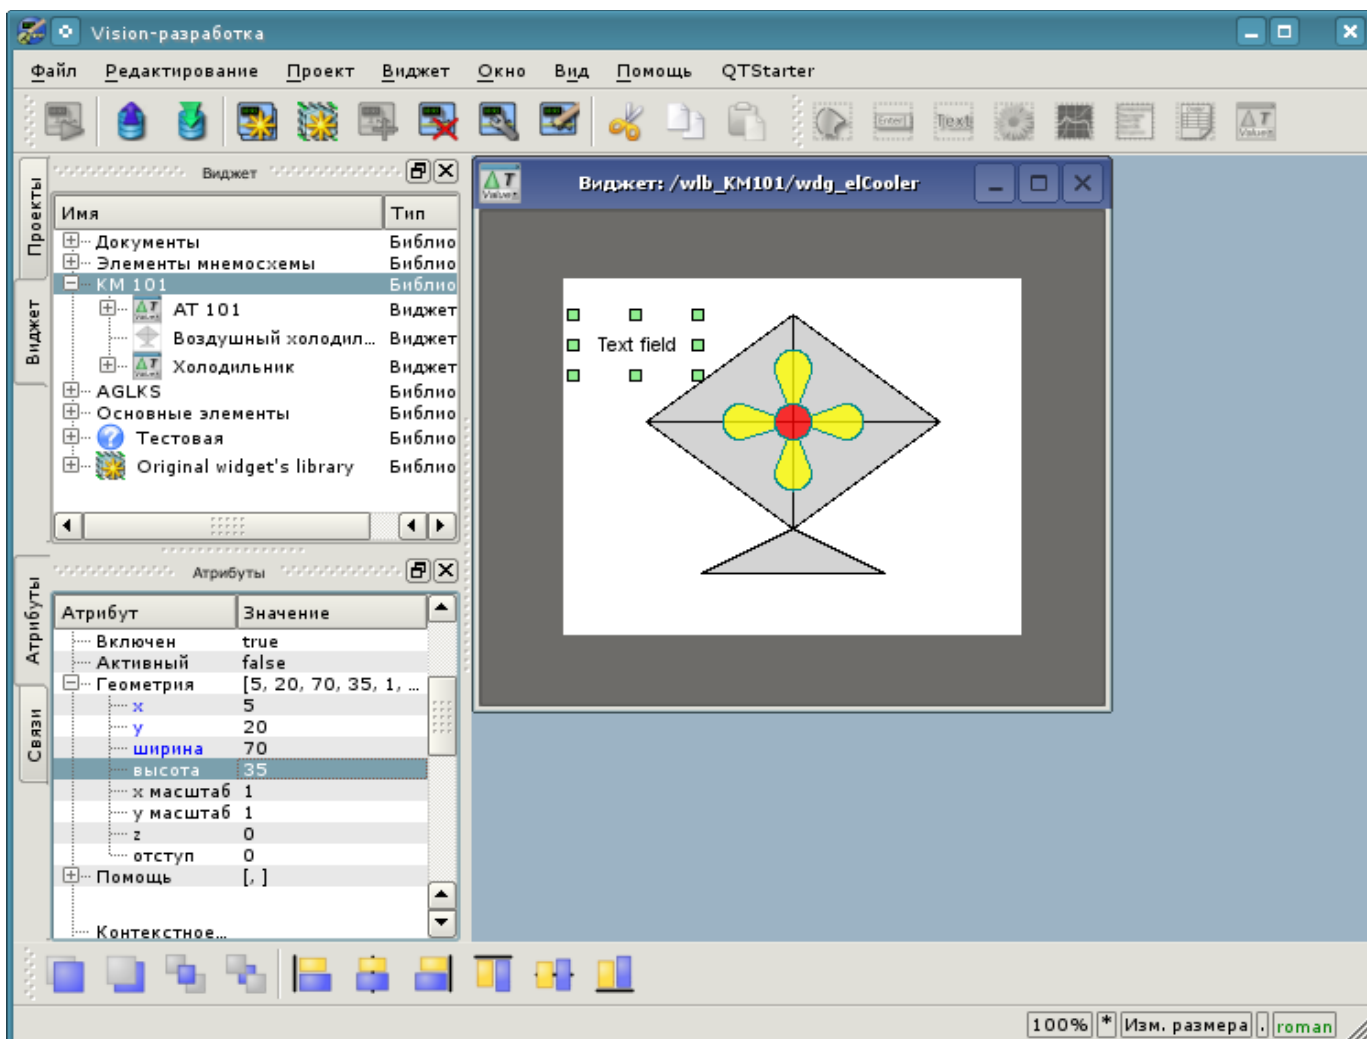 Vision-разработка
Файл Редактирование Проект Виджет Окно Вид Помощь QTStarter
Text
Проекты
Виджет
Виджет
Имя Тип
Документы Библио
Элементы мнемосхемы Библио
КМ 101 Библио
АТ 101 Виджет
Воздушный холодил... Виджет
Холодильник Виджет
AGLKS Библио
Основные элементы Библио
Тестовая Библио
Original widget's library Библио
Атрибуты
Связи
Атрибуты
Атрибут Значение
Включен true
Активный false
Геометрия [5, 20, 70, 35, 1, ...
x 5
y 20
ширина 70
высота 35
x масштаб 1
y масштаб 1
z 0
отступ 0
Помощь [, ]
Контекстное...
Виджет: /wlb_KM101/wdg_elCooler
Text field
100% * Изм. размера . roman